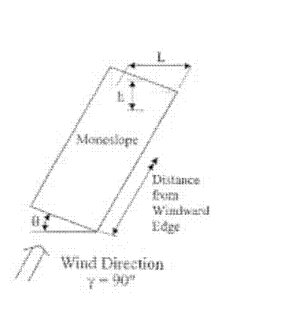 L
h
Monoslope
Distance
from
Windward
Edge
θ
Wind Direction
γ = 90°